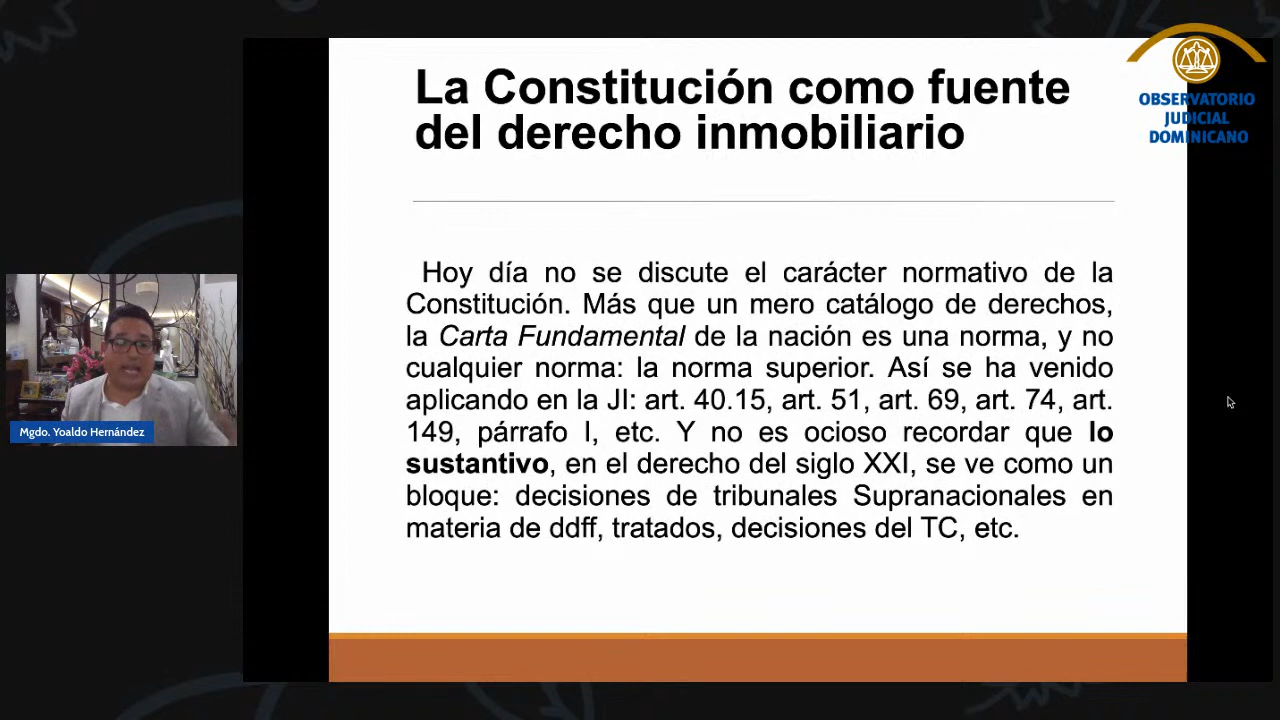 La Constitución como fuente
del derecho inmobiliario
OBSERVATORIO
JUDICIAL
DOMINICANO
Hoy día no se discute el carácter normativo de la
Constitución. Más que un mero catálogo de derechos,
la Carta Fundamental de la nación es una norma, y no
cualquier norma: la norma superior. Así se ha venido
aplicando en la JI: art. 40.15, art. 51, art. 69, art. 74, art.
149, párrafo I, etc. Y no es ocioso recordar que lo
sustantivo, en el derecho del siglo XXI, se ve como un
bloque: decisiones de tribunales Supranacionales en
materia de ddff, tratados, decisiones del TC, etc.
Mgdo. Yoaldo Hernández